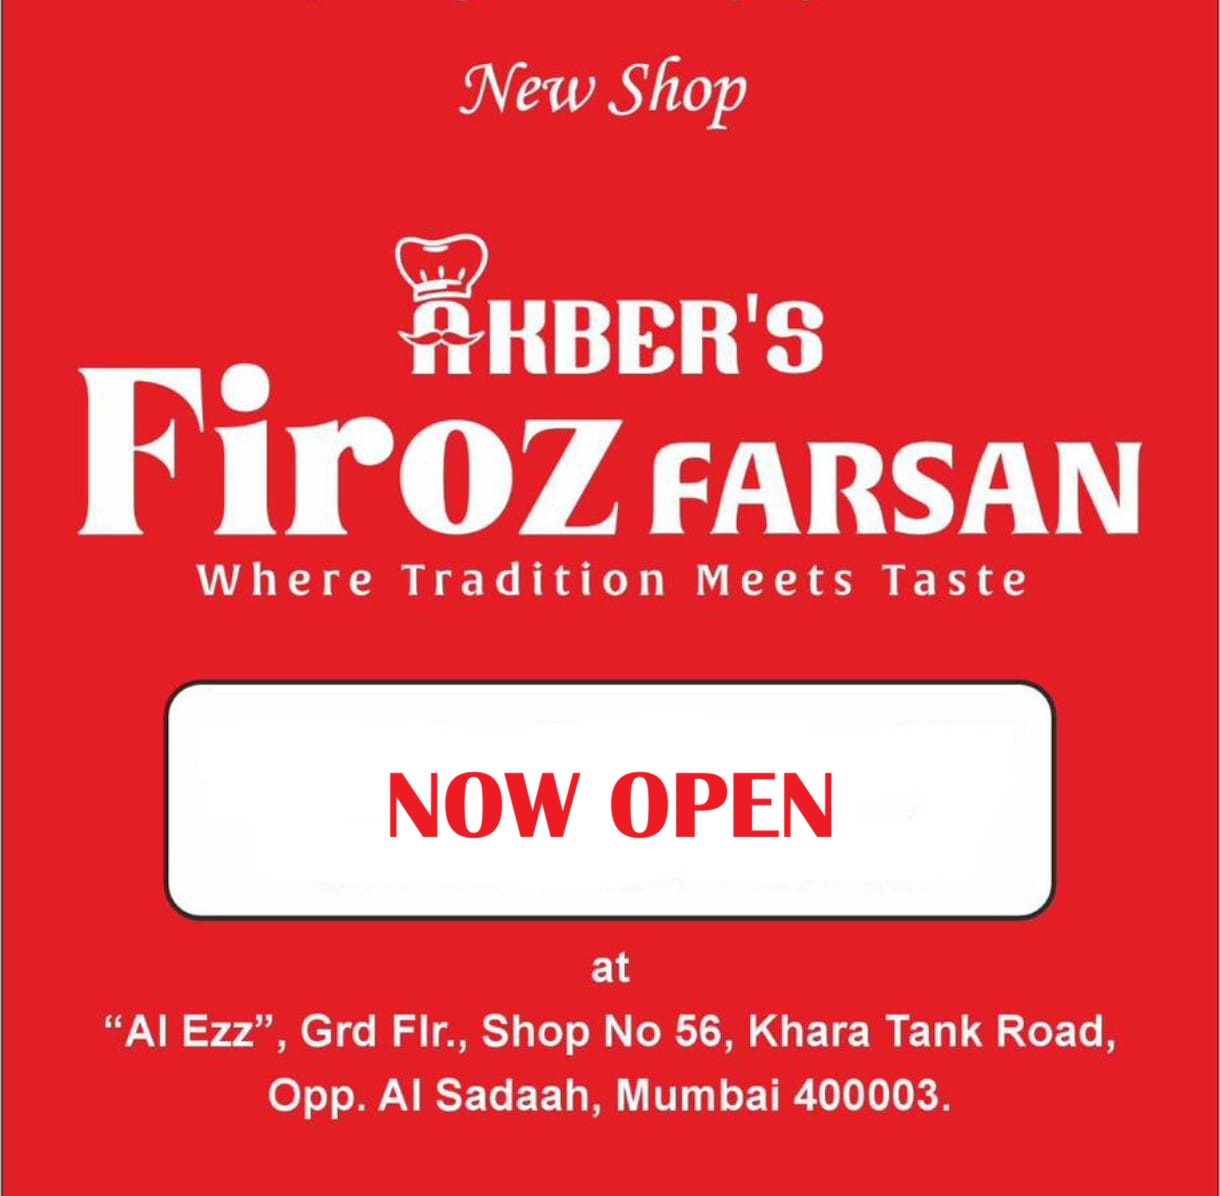 New Shop
AKBER'S
Firoz FARSAN
Where Tradition Meets Taste
NOW OPEN
at
“Al Ezz”, Grd Flr., Shop No 56, Khara Tank Road,
Opp. Al Sadaah, Mumbai 400003.